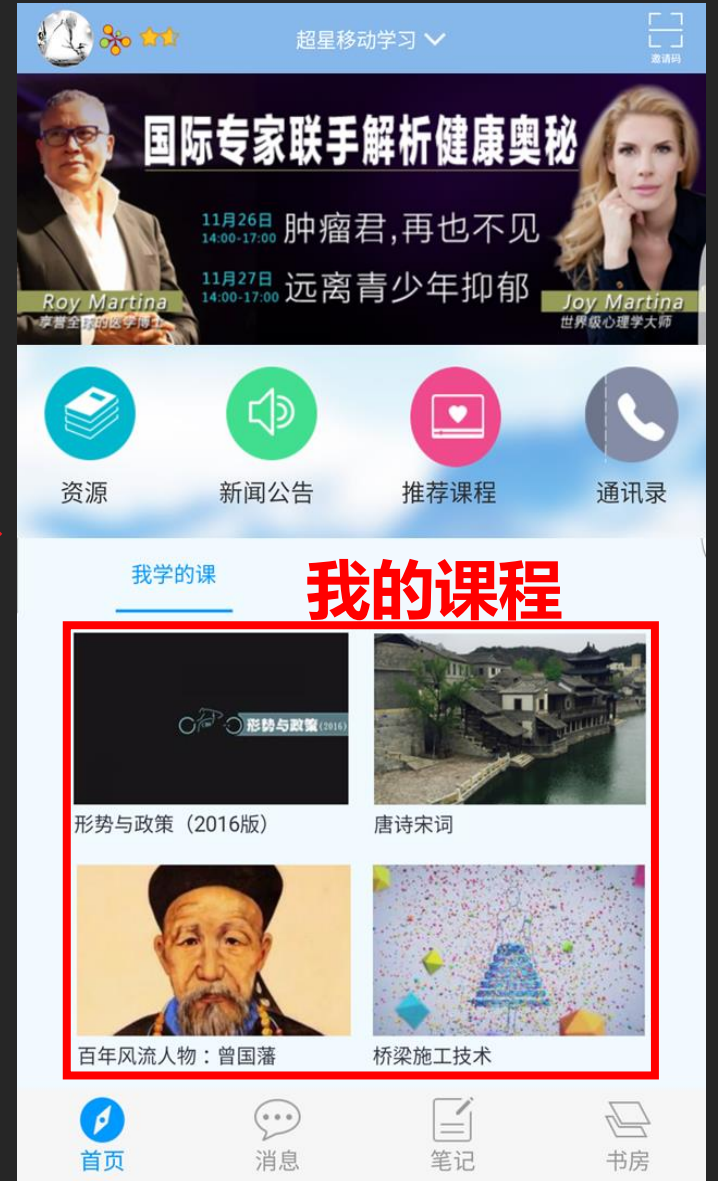 超星移动学习
邀请码
国际专家联手解析健康奥秘
11月26日
14:00-17:00
肿瘤君,再也不见
11月27日
14:00-17:00
远离青少年抑郁
Roy Martina
享誉全球的医学博士
Joy Martina
世界级心理学大师
资源
新闻公告
推荐课程
通讯录
我学的课
我的课程
形势与政策(2016)
形势与政策（2016版）
唐诗宋词
百年风流人物：曾国藩
桥梁施工技术
首页
消息
笔记
书房